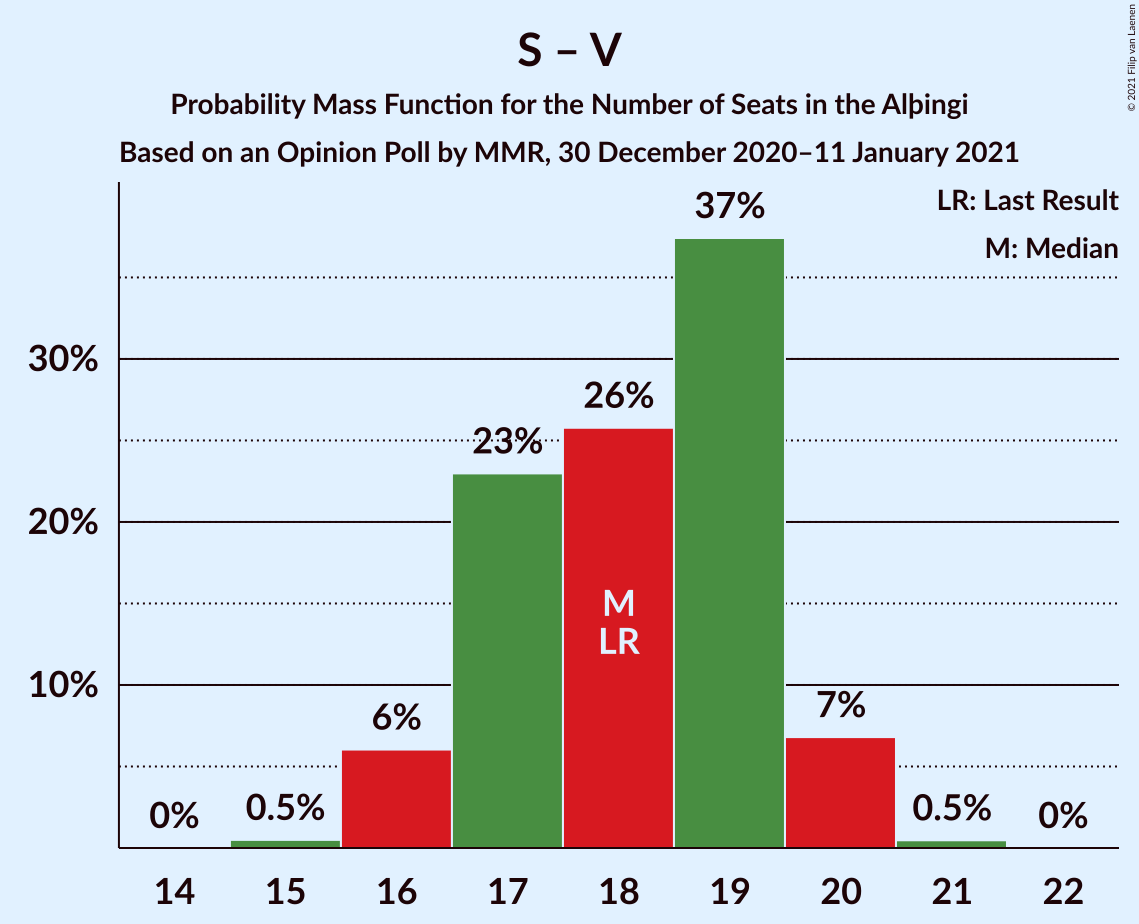 S – V
Probability Mass Function for the Number of Seats in the Alþingi
Based on an Opinion Poll by MMR, 30 December 2020–11 January 2021
© 2021 Filip van Laenen
LR: Last Result
M: Median
37%
30%
26%
23%
20%
M
LR
10%
7%
6%
0%
0.5%
0.5%
0%
14 15 16 17 18 19 20 21 22